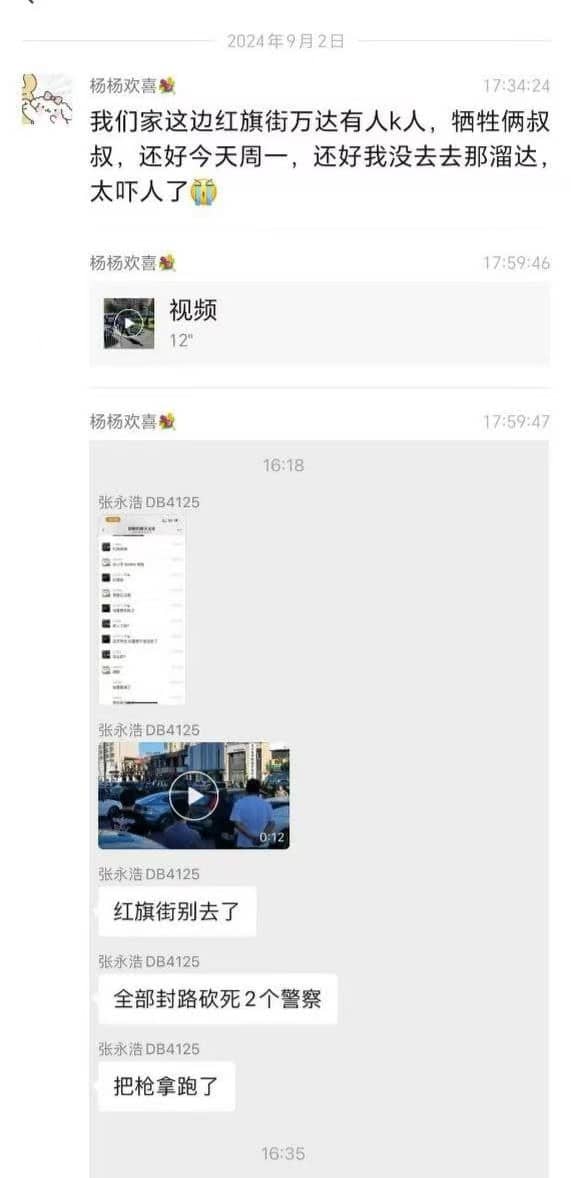 2024年9月2日
杨杨欢喜
17:34:24
我们家这边红旗街万达有人k人，牺牲俩叔
叔，还好今天周一，还好我没去去那溜达，
太吓人了
杨杨欢喜
17:59:46
视频
12"
杨杨欢喜
17:59:47
16:18
张永浩DB4125
张永浩DB4125
0:12
张永浩DB4125
红旗街别去了
张永浩DB4125
全部封路砍死2个警察
张永浩DB4125
把枪拿跑了
16:35